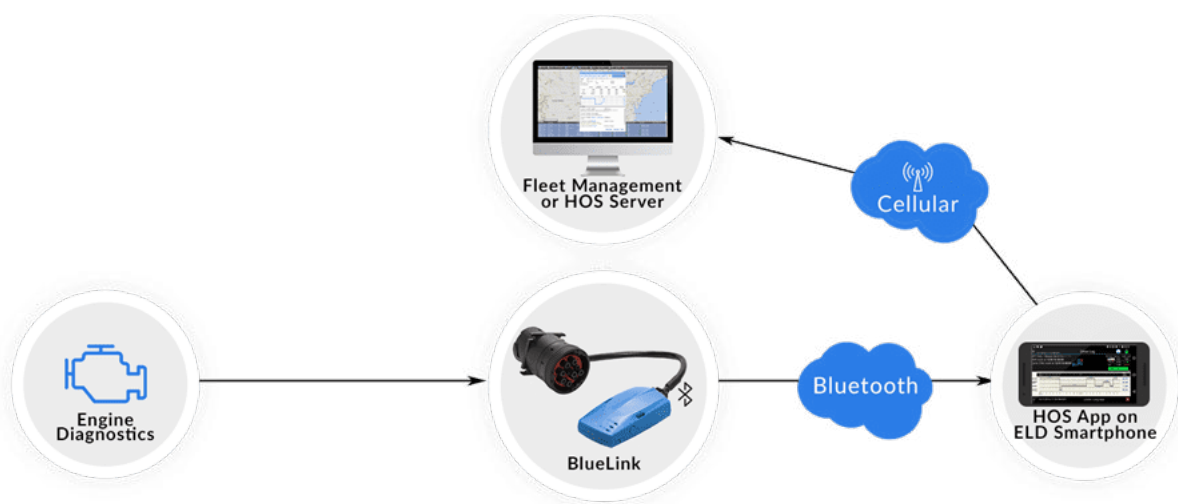 Fleet Management
or HOS Server
Cellular
Engine
Diagnostics
BlueLink
Bluetooth
HOS App on
ELD Smartphone